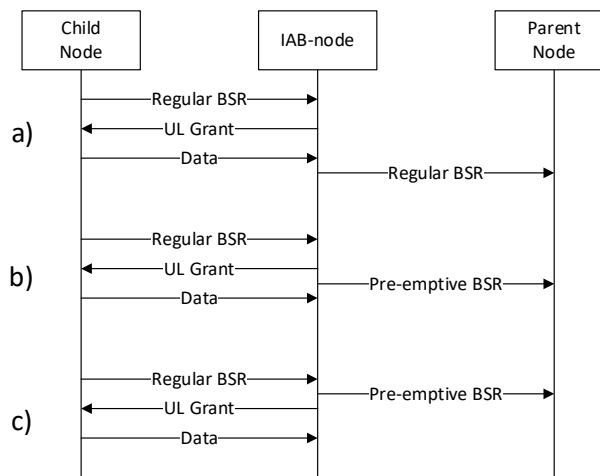 Child
Node
IAB-node
Parent
Node
a)
Regular BSR
UL Grant
Data
Regular BSR
b)
Regular BSR
UL Grant
Pre-emptive BSR
Data
c)
Regular BSR
Pre-emptive BSR
UL Grant
Data